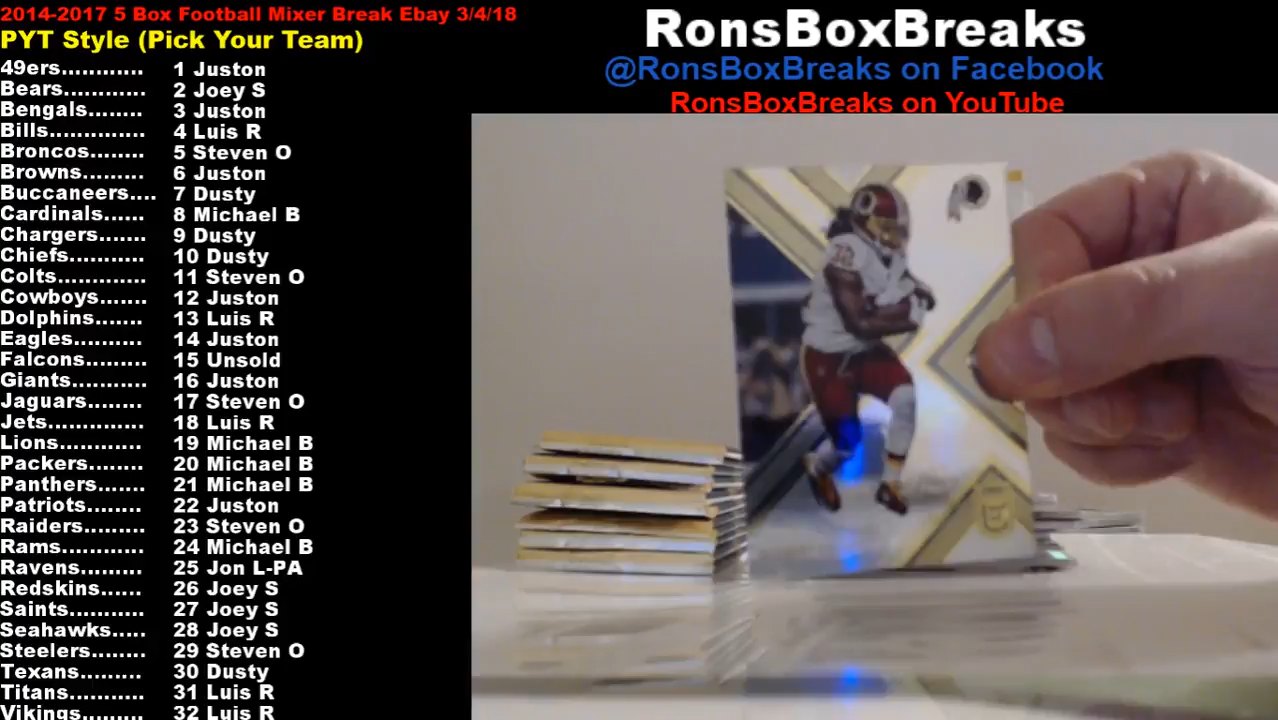 2014-2017 5 Box Football Mixer Break Ebay 3/4/18
PYT Style (Pick Your Team)
49ers............ 1 Juston
Bears............ 2 Joey S
Bengals........ 3 Juston
Bills.............. 4 Luis R
Broncos........ 5 Steven O
Browns......... 6 Juston
Buccaneers.... 7 Dusty
Cardinals...... 8 Michael B
Chargers....... 9 Dusty
Chiefs........... 10 Dusty
Colts............. 11 Steven O
Cowboys....... 12 Juston
Dolphins....... 13 Luis R
Eagles.......... 14 Juston
Falcons......... 15 Unsold
Giants........... 16 Juston
Jaguars........ 17 Steven O
Jets.............. 18 Luis R
Lions............ 19 Michael B
Packers........ 20 Michael B
Panthers....... 21 Michael B
Patriots......... 22 Juston
Raiders......... 23 Steven O
Rams............ 24 Michael B
Ravens......... 25 Jon L-PA
Redskins...... 26 Joey S
Saints........... 27 Joey S
Seahawks..... 28 Joey S
Steelers........ 29 Steven O
Texans......... 30 Dusty
Titans........... 31 Luis R
Vikings......... 32 Luis R
RonsBoxBreaks
@RonsBoxBreaks on Facebook
RonsBoxBreaks on YouTube